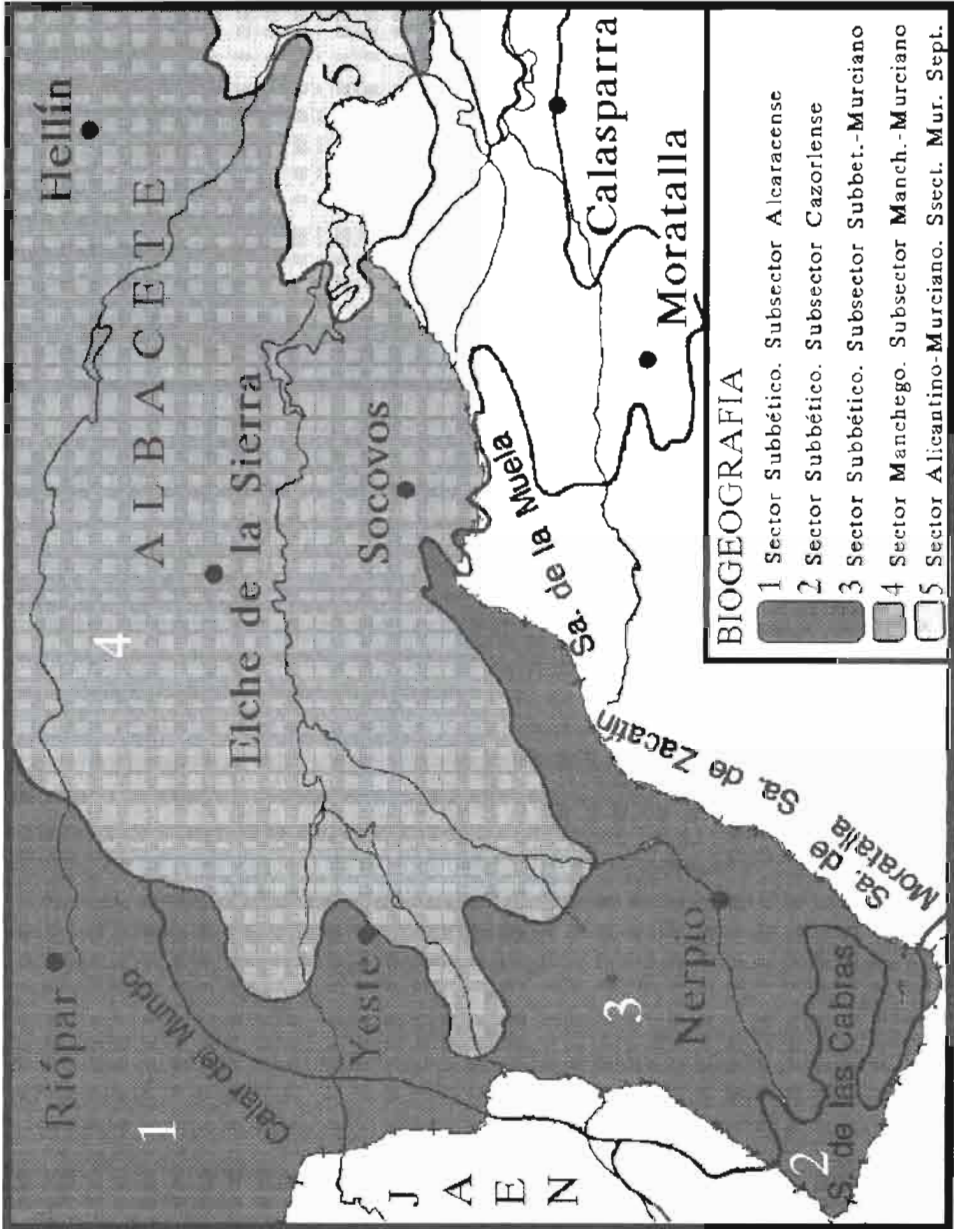 Riópar
Calar del Mundo
1
4
Hellín
ALBACETE
Elche de la Sierra
Yeste
Socovos
5
JAEN
3
Nerpio
2
S. de las Cabras
Sa. de Moratalla
Sa. de Zacatín
Sa. de la Muela
Calasparra
Moratalla
BIOGEOGRAFIA
1 Sector Subbético. Subsector Alcaracense
2 Sector Subbético. Subsector Cazorlense
3 Sector Subbético. Subsector Subbet.-Murciano
4 Sector Manchego. Subsector Manch.-Murciano
5 Sector Alicantino-Murciano. Ssect. Mur. Sept.